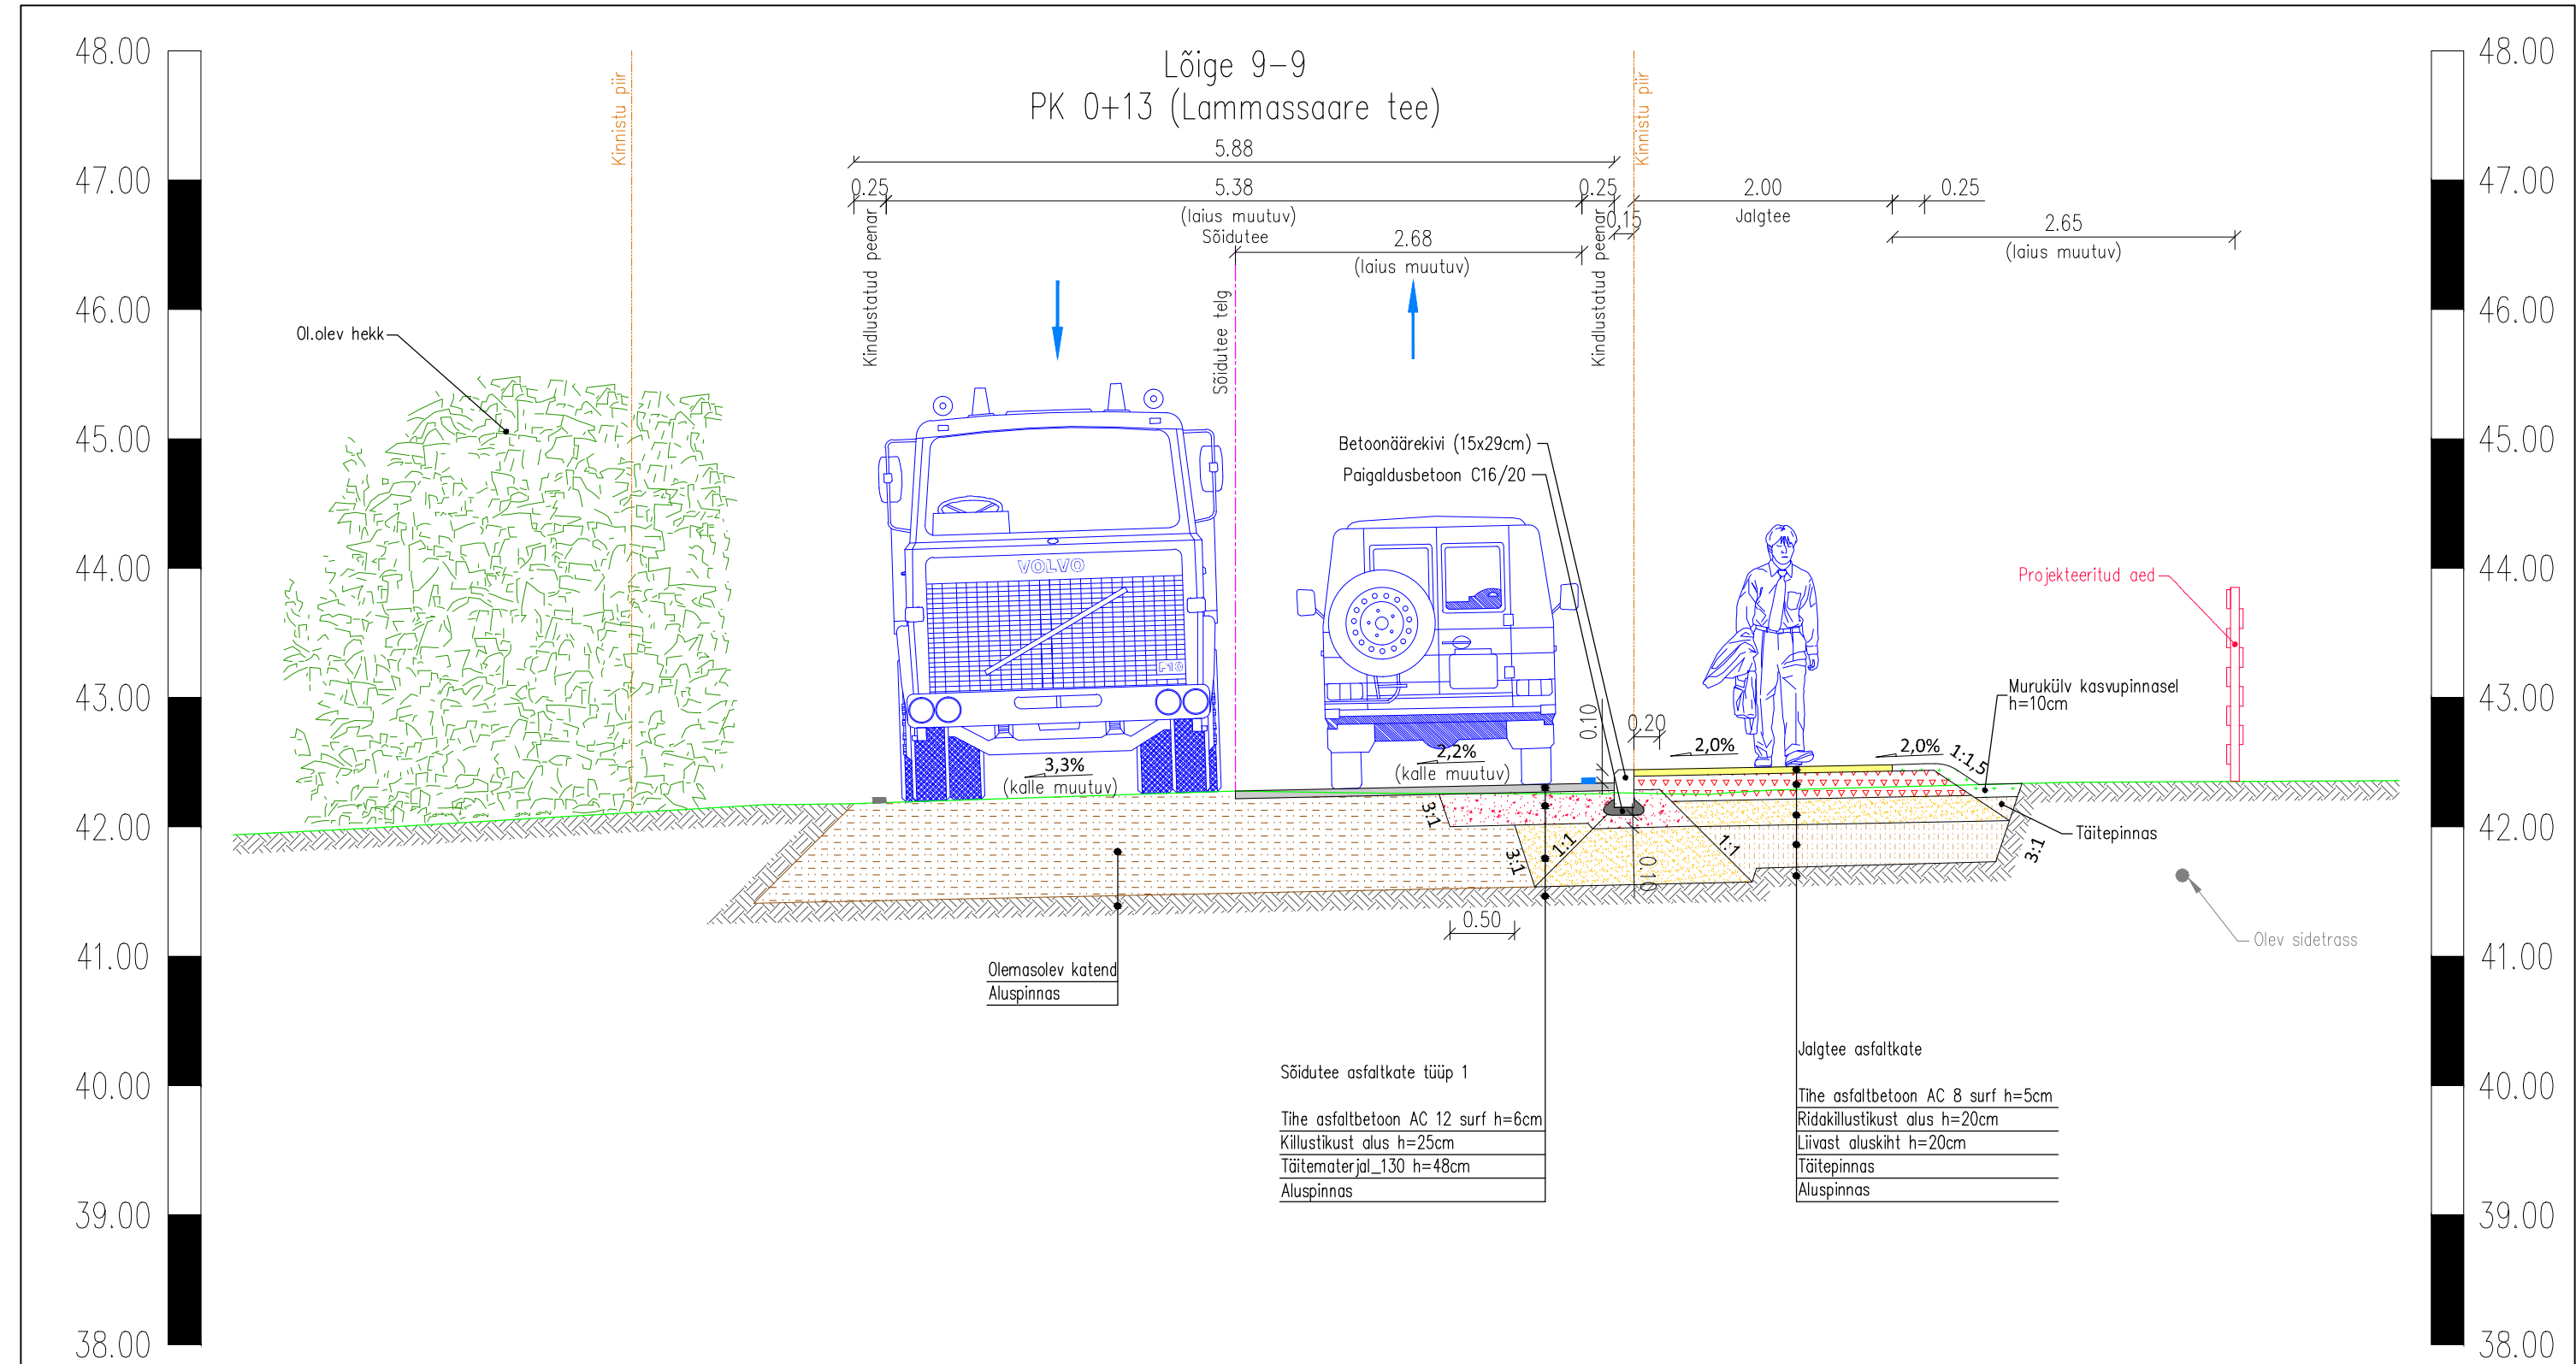 Lõige 9-9
PK 0+13 (Lammassaare tee)
48.00
47.00
46.00
45.00
44.00
43.00
42.00
41.00
40.00
39.00
38.00
Kinnistu piir
Kinnistu piir
5.88
0.25
5.38
0.25
2.00
0.25
(laius muutuv)
Sõidutee
0.15
Jalgtee
2.65
(laius muutuv)
2.68
(laius muutuv)
Kindlustatud peenar
Sõidutee telg
Kindlustatud peenar
Ol.olev hekk
Betoonäärekivi (15x29cm)
Paigaldusbetoon C16/20
VOLVO
F10
Projekteeritud aed
Murukülv kasvupinnasel
h=10cm
0.10
0.20
3,3%
(kalle muutuv)
2,2%
(kalle muutuv)
2,0%
2,0%
1:1,5
3:1
3:1
1:1
1:1
3:1
0.10
Täitepinnas
0.50
Olev sidetrass
Olemasolev katend
Aluspinnas
Sõidutee asfaltkate tüüp 1
Tihe asfaltbetoon AC 12 surf h=6cm
Killustikust alus h=25cm
Täitematerjal_130 h=48cm
Aluspinnas
Jalgtee asfaltkate
Tihe asfaltbetoon AC 8 surf h=5cm
Ridakillustikust alus h=20cm
Liivast aluskiht h=20cm
Täitepinnas
Aluspinnas
48.00
47.00
46.00
45.00
44.00
43.00
42.00
41.00
40.00
39.00
38.00